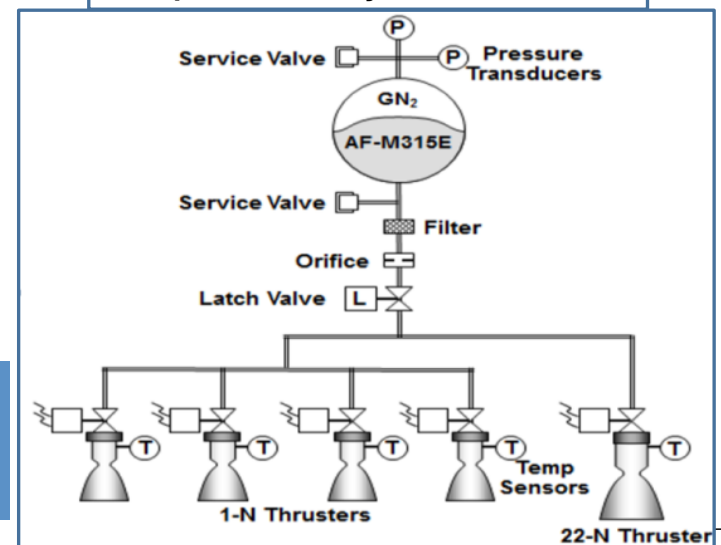 P
Service Valve
P
Pressure
Transducers
GN₂
AF-M315E
Service Valve
Filter
Orifice
Latch Valve
L
T
T
T
T
T
Temp
Sensors
1-N Thrusters
22-N Thruster